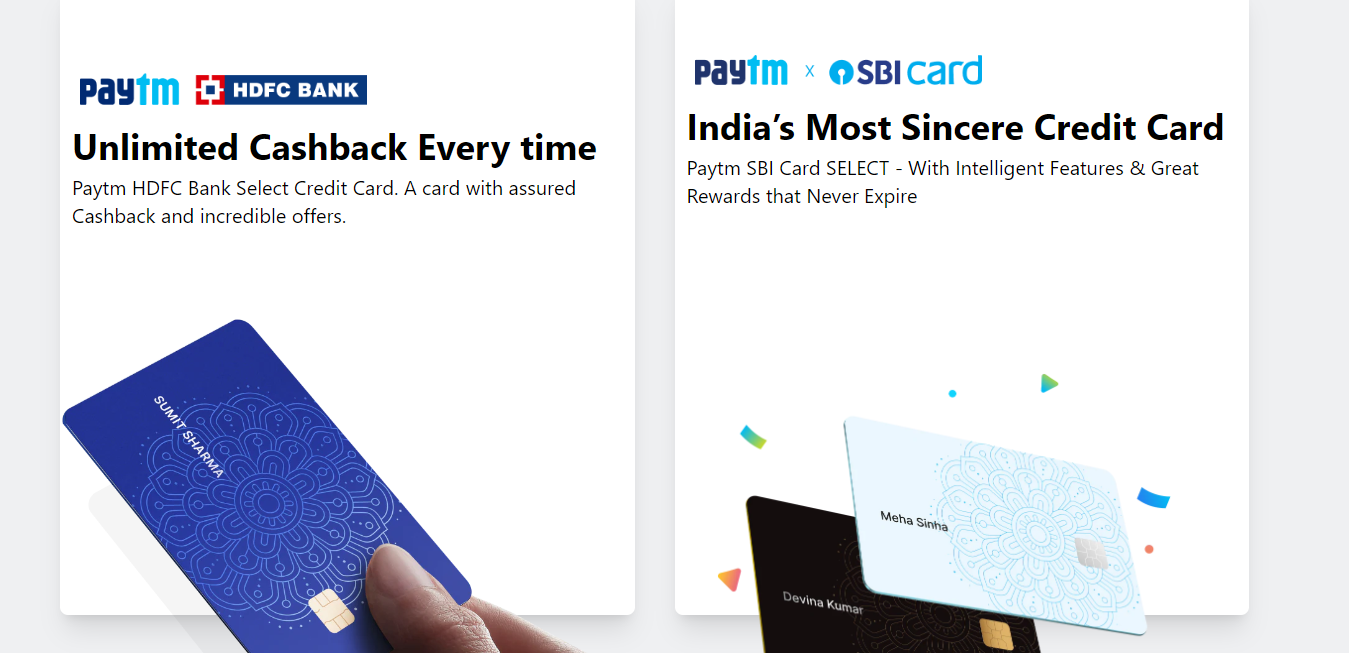 paytm HDFC BANK
Unlimited Cashback Every time
Paytm HDFC Bank Select Credit Card. A card with assured
Cashback and incredible offers.
SUMIT SHARMA
paytm x SBI card
India’s Most Sincere Credit Card
Paytm SBI Card SELECT - With Intelligent Features & Great
Rewards that Never Expire
Meha Sinha
Devina Kumar